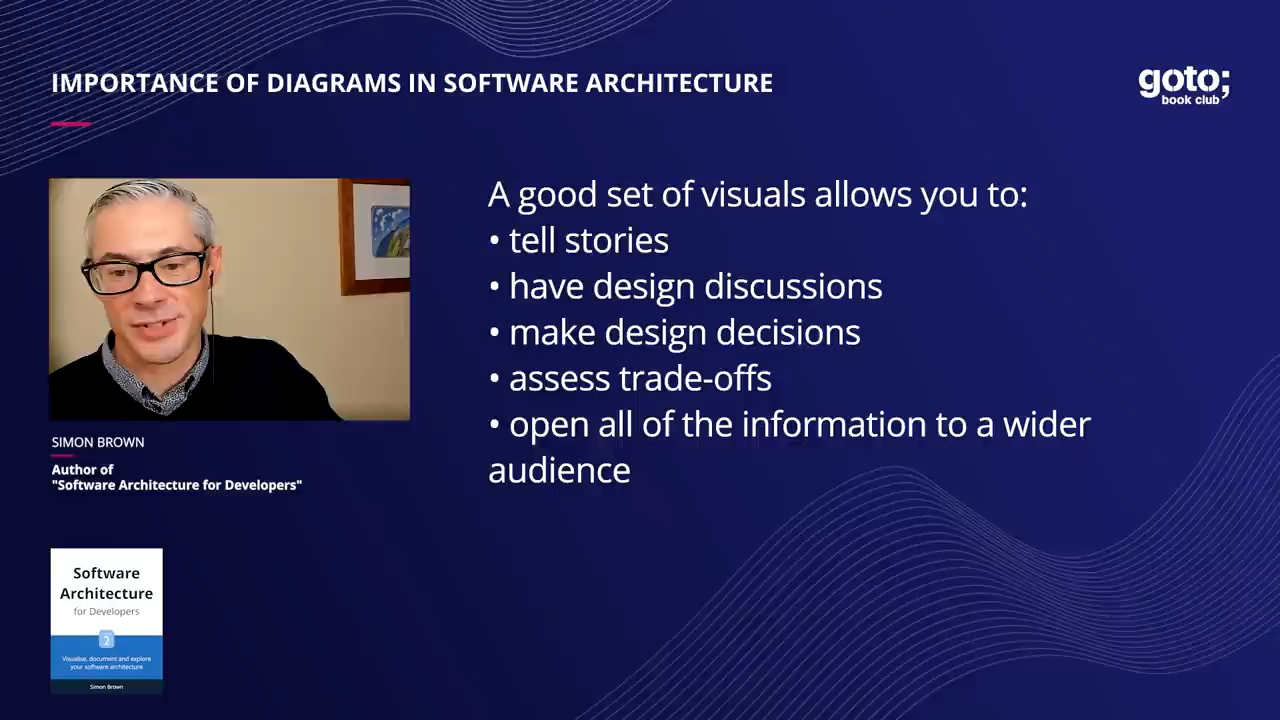 IMPORTANCE OF DIAGRAMS IN SOFTWARE ARCHITECTURE
goto;
book club
A good set of visuals allows you to:
• tell stories
• have design discussions
• make design decisions
• assess trade-offs
• open all of the information to a wider
audience
SIMON BROWN
Author of
"Software Architecture for Developers"
Software
Architecture
for Developers
2
Visualise, document and explore
your software architecture
Simon Brown